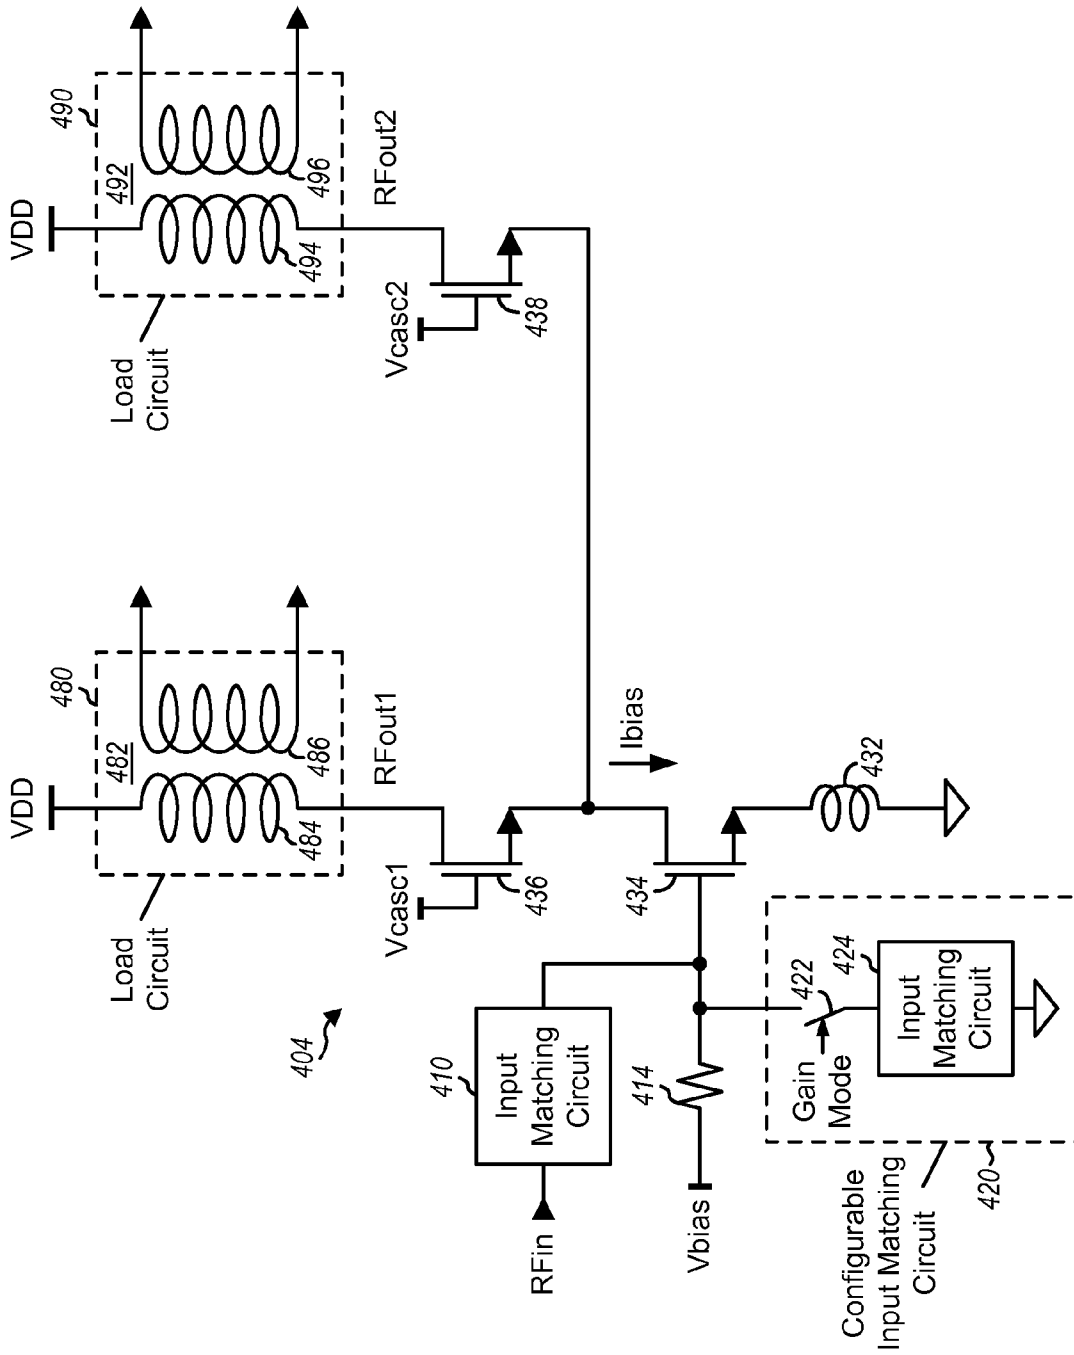 VDD
VDD
490
480
492
482
Load
Circuit
494
496
Load
Circuit
484
486
RFout2
RFout1
Vcasc2
438
Vcasc1
436
404
Ibias
410
Input
Matching
Circuit
434
432
RFin
414
Vbias
422
424
Gain
Mode
Input
Matching
Circuit
Configurable
Input Matching
Circuit
420